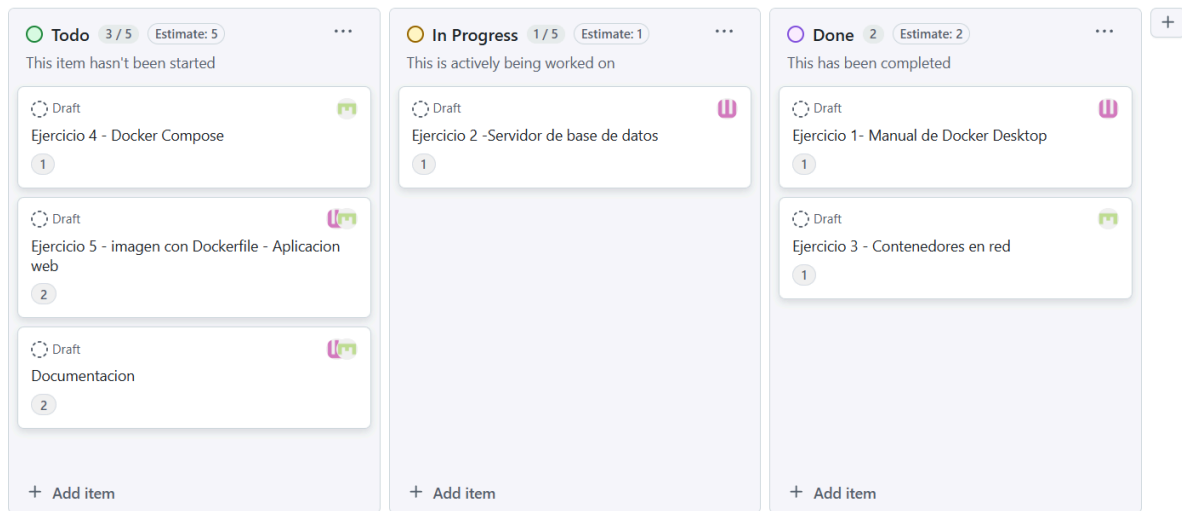 Todo 3 / 5 Estimate: 5 ...
This item hasn't been started
Draft
Ejercicio 4 - Docker Compose
1
Draft
Ejercicio 5 - imagen con Dockerfile - Aplicacion
web
2
Draft
Documentacion
2
+ Add item
In Progress 1 / 5 Estimate: 1 ...
This is actively being worked on
Draft
Ejercicio 2 -Servidor de base de datos
1
+ Add item
Done 2 Estimate: 2 ...
This has been completed
Draft
Ejercicio 1- Manual de Docker Desktop
1
Draft
Ejercicio 3 - Contenedores en red
1
+ Add item
+